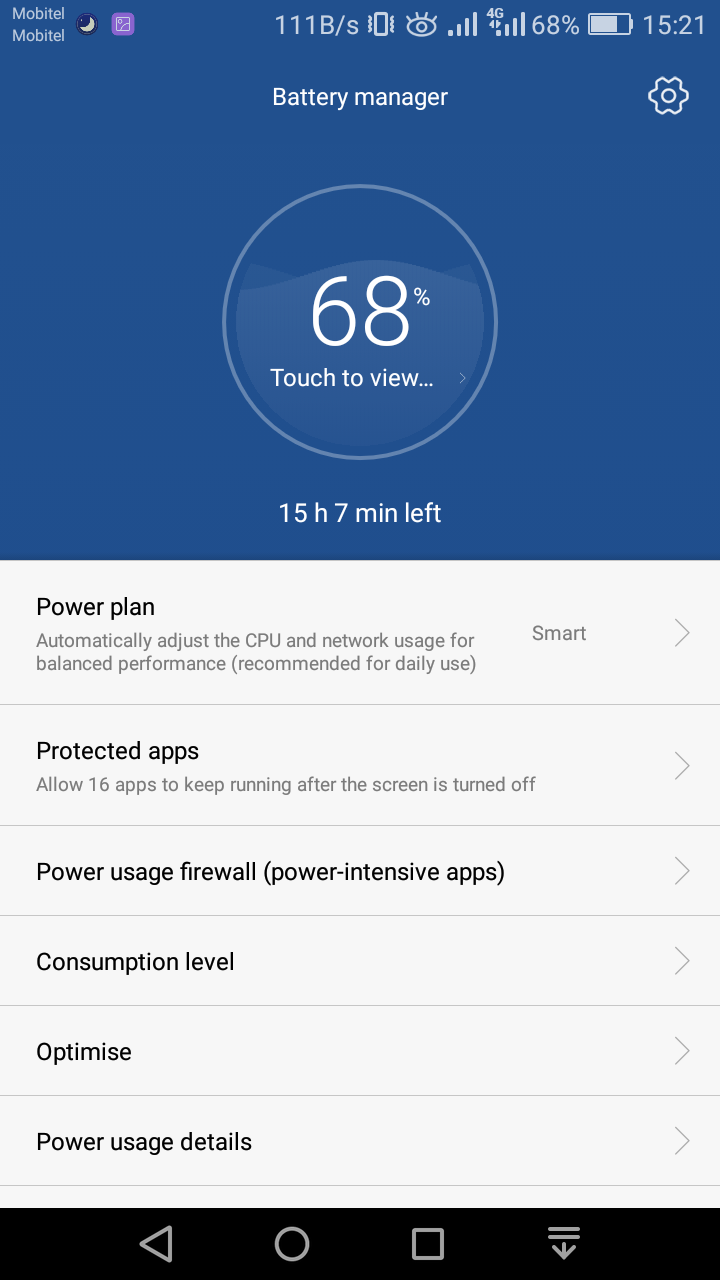 Mobitel
Mobitel
111B/s 4G 68% 15:21
Battery manager
68%
Touch to view...
15 h 7 min left
Power plan
Automatically adjust the CPU and network usage for
balanced performance (recommended for daily use)
Smart
Protected apps
Allow 16 apps to keep running after the screen is turned off
Power usage firewall (power-intensive apps)
Consumption level
Optimise
Power usage details